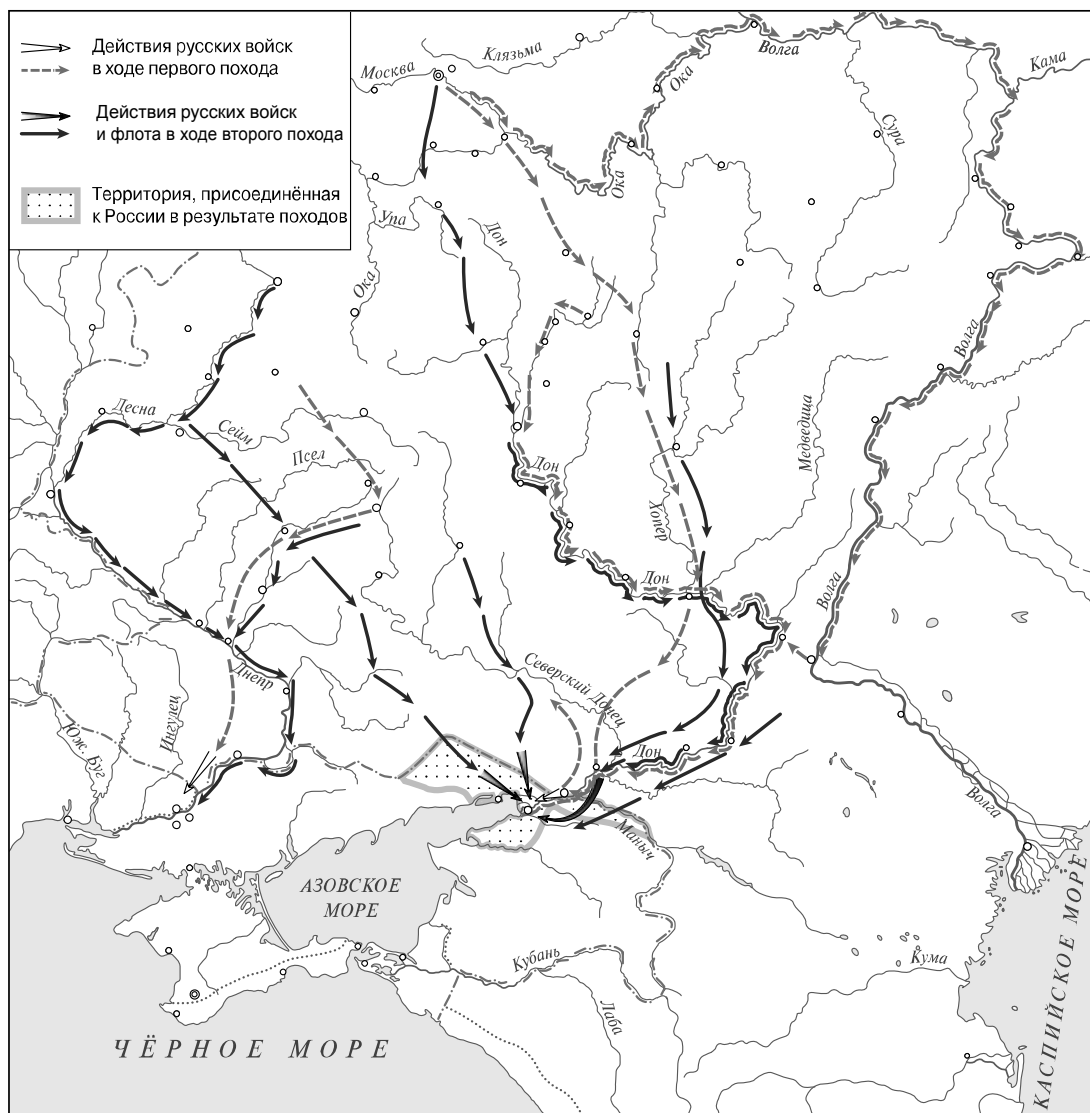 Действия русских войск
в ходе первого похода
Действия русских войск
и флота в ходе второго похода
Территория, присоединённая
к России в результате походов
Москва
Клязьма
Волга
Ока
Кама
Сура
Ока
Упа
Дон
Ока
Волга
Десна
Сейм
Псел
Дон
Медведица
Хопер
Дон
Волга
Днепр
Северский Донец
Ингулец
Юж. Буг
Дон
Волга
Маныч
АЗОВСКОЕ
МОРЕ
Кубань
Кума
Лаба
ЧЁРНОЕ МОРЕ
КАСПИЙСКОЕ МОРЕ